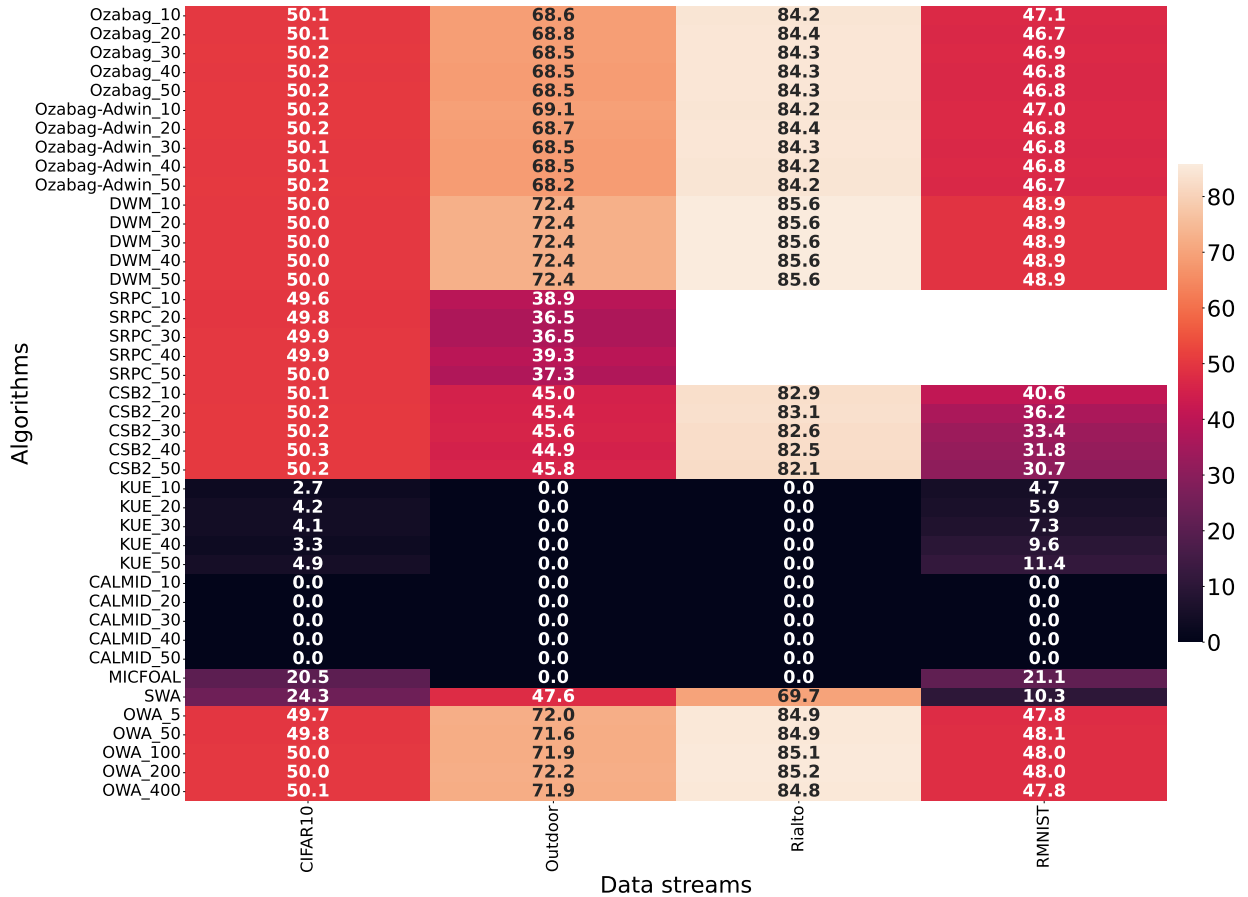 Ozabag_10 50.1 68.6 84.2 47.1
Ozabag_20 50.1 68.8 84.4 46.7
Ozabag_30 50.2 68.5 84.3 46.9
Ozabag_40 50.2 68.5 84.3 46.8
Ozabag_50 50.2 68.5 84.3 46.8
Ozabag-Adwin_10 50.2 69.1 84.2 47.0
Ozabag-Adwin_20 50.2 68.7 84.4 46.8
Ozabag-Adwin_30 50.1 68.5 84.3 46.8
Ozabag-Adwin_40 50.1 68.5 84.2 46.8
Ozabag-Adwin_50 50.2 68.2 84.2 46.7
DWM_10 50.0 72.4 85.6 48.9
DWM_20 50.0 72.4 85.6 48.9
DWM_30 50.0 72.4 85.6 48.9
DWM_40 50.0 72.4 85.6 48.9
DWM_50 50.0 72.4 85.6 48.9
SRPC_10 49.6 38.9
SRPC_20 49.8 36.5
SRPC_30 49.9 36.5
SRPC_40 49.9 39.3
SRPC_50 50.0 37.3
CSB2_10 50.1 45.0 82.9 40.6
CSB2_20 50.2 45.4 83.1 36.2
CSB2_30 50.2 45.6 82.6 33.4
CSB2_40 50.3 44.9 82.5 31.8
CSB2_50 50.2 45.8 82.1 30.7
KUE_10 2.7 0.0 0.0 4.7
KUE_20 4.2 0.0 0.0 5.9
KUE_30 4.1 0.0 0.0 7.3
KUE_40 3.3 0.0 0.0 9.6
KUE_50 4.9 0.0 0.0 11.4
CALMID_10 0.0 0.0 0.0 0.0
CALMID_20 0.0 0.0 0.0 0.0
CALMID_30 0.0 0.0 0.0 0.0
CALMID_40 0.0 0.0 0.0 0.0
CALMID_50 0.0 0.0 0.0 0.0
MICFOAL 20.5 0.0 0.0 21.1
SWA 24.3 47.6 69.7 10.3
OWA_5 49.7 72.0 84.9 47.8
OWA_50 49.8 71.6 84.9 48.1
OWA_100 50.0 71.9 85.1 48.0
OWA_200 50.0 72.2 85.2 48.0
OWA_400 50.1 71.9 84.8 47.8
Algorithms
CIFAR10
Outdoor
Rialto
RMNIST
Data streams
80
70
60
50
40
30
20
10
0